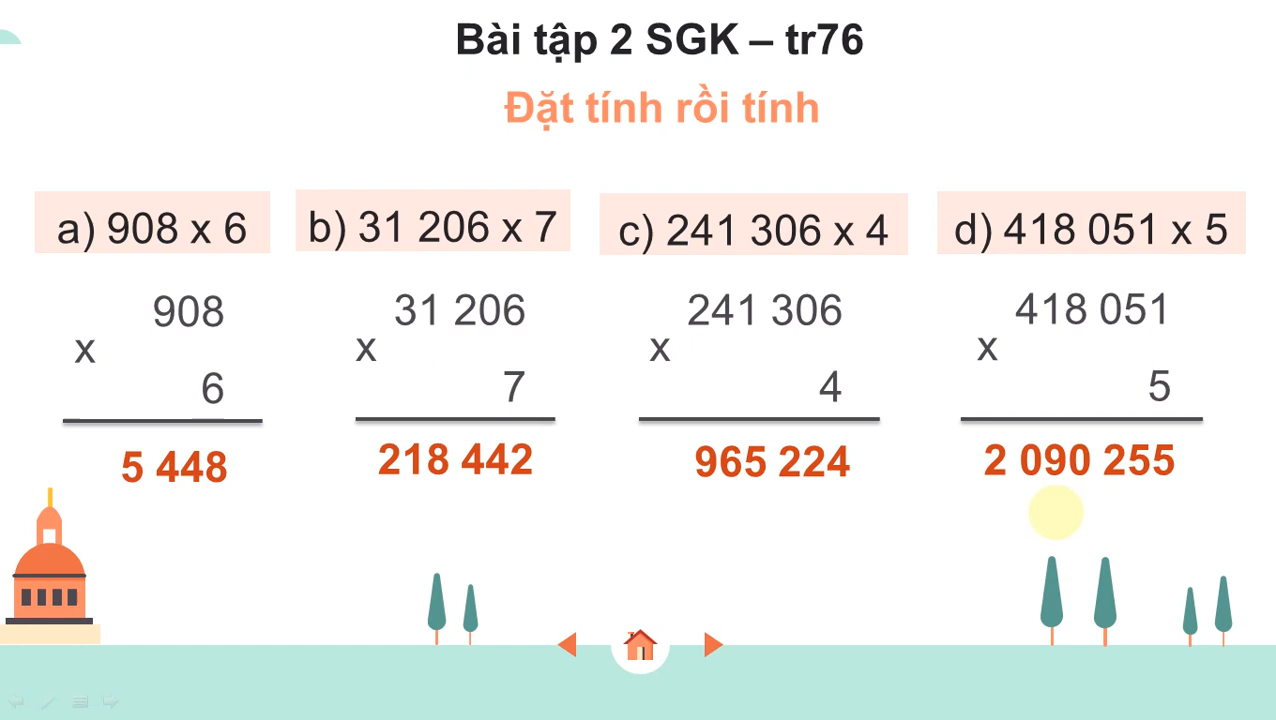 Bài tập 2 SGK – tr76
Đặt tính rồi tính
a) 908 x 6
b) 31 206 x 7
c) 241 306 x 4
d) 418 051 x 5
908
x
6
5 448
31 206
x
7
218 442
241 306
x
4
965 224
418 051
x
5
2 090 255